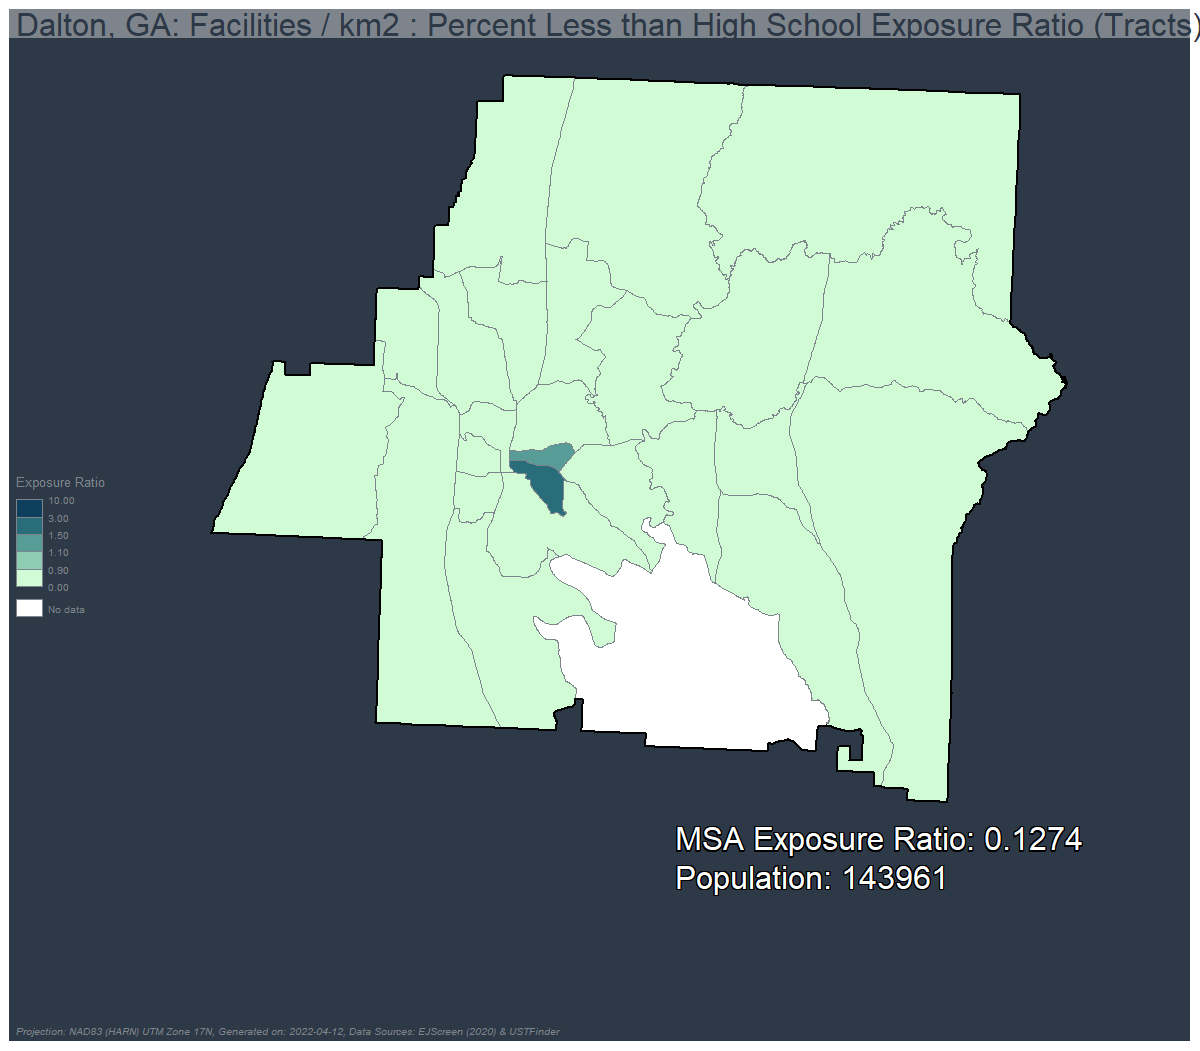 Dalton, GA: Facilities / km2 : Percent Less than High School Exposure Ratio (Tracts)
Exposure Ratio
10.00
3.00
1.50
1.10
0.90
0.00
No data
MSA Exposure Ratio: 0.1274
Population: 143961
Projection: NAD83 (HARN) UTM Zone 17N, Generated on: 2022-04-12, Data Sources: EJScreen (2020) & USTFinder